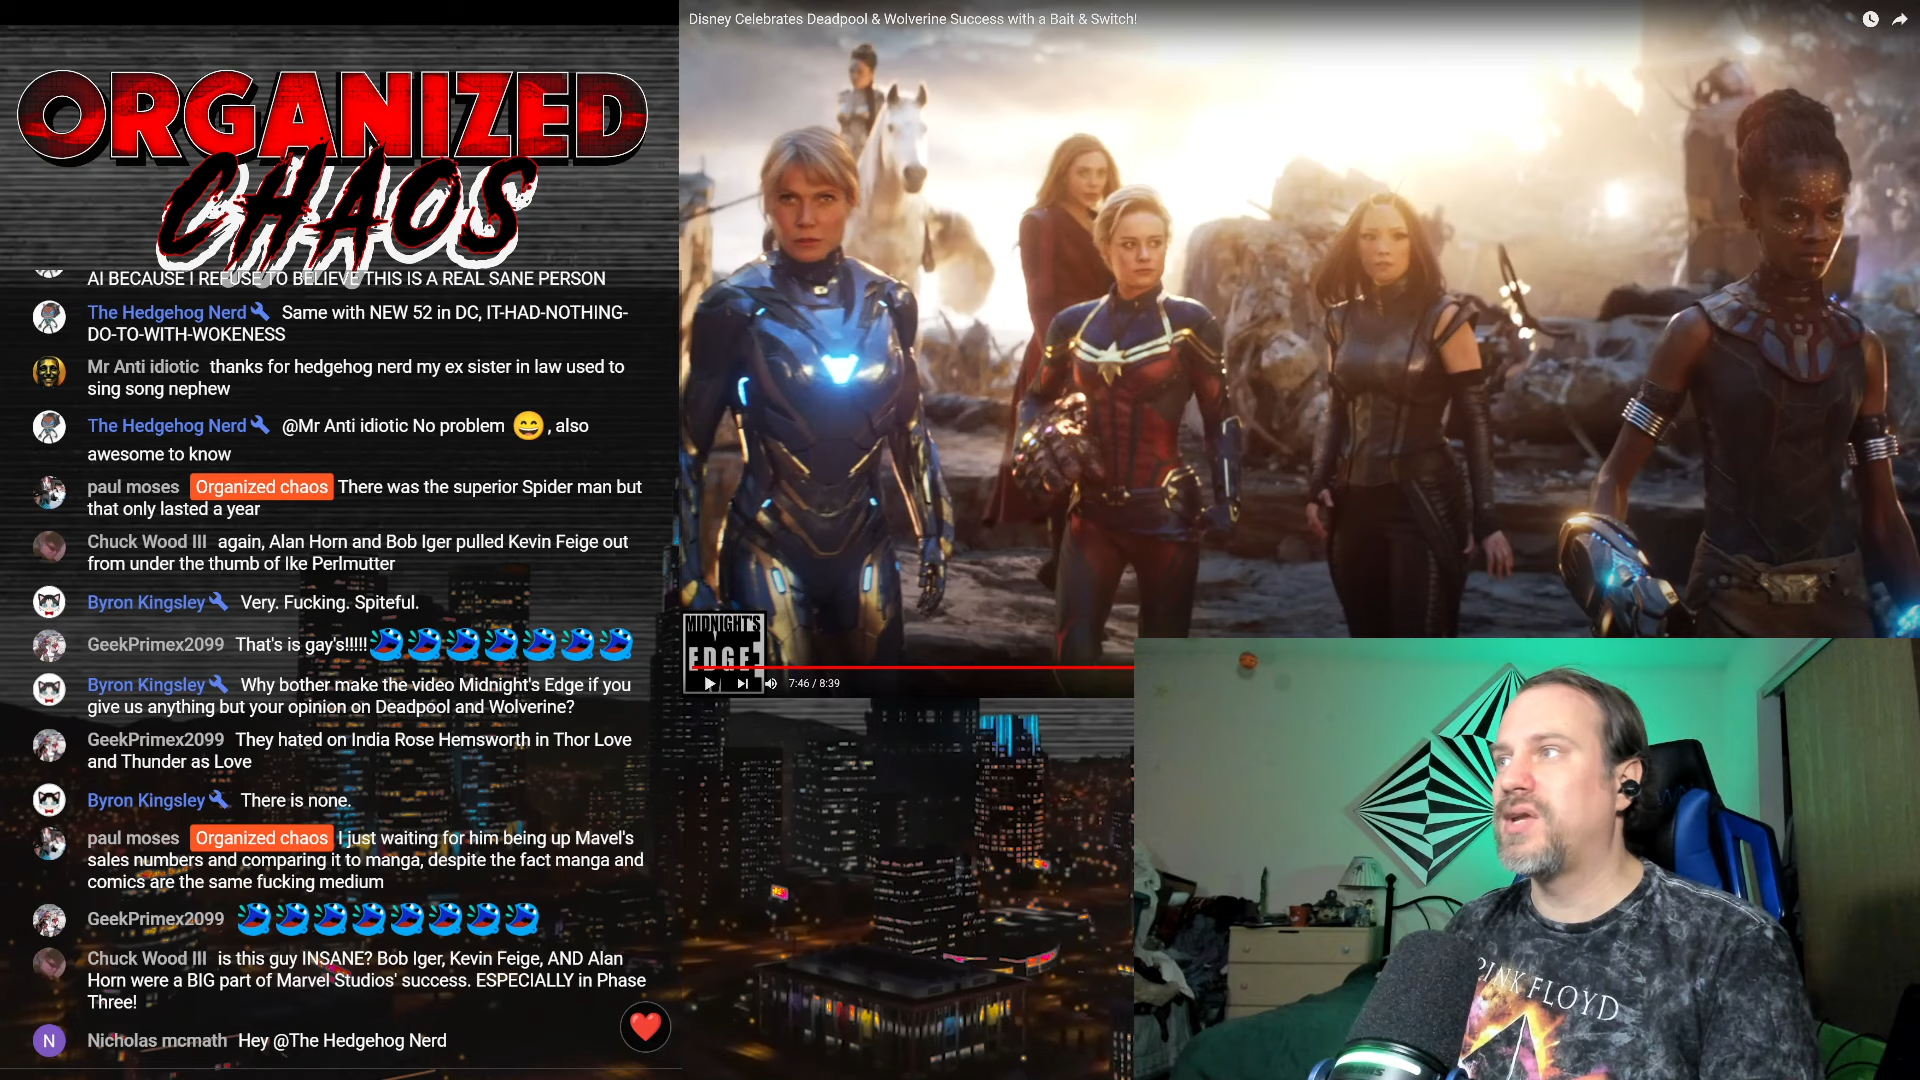 ORGANIZED
CHAOS
AI BECAUSE I REFUSE TO BELIEVE THIS IS A REAL SANE PERSON
The Hedgehog Nerd Same with NEW 52 in DC, IT-HAD-NOTHING-
DO-TO-WITH-WOKENESS
Mr Anti idiotic thanks for hedgehog nerd my ex sister in law used to
sing song nephew
The Hedgehog Nerd @Mr Anti idiotic No problem 😄, also
awesome to know
paul moses Organized chaos There was the superior Spider man but
that only lasted a year
Chuck Wood III again, Alan Horn and Bob Iger pulled Kevin Feige out
from under the thumb of Ike Perlmutter
Byron Kingsley Very. Fucking. Spiteful.
GeekPrimex2099 That's is gay's!!!!!
Byron Kingsley Why bother make the video Midnight's Edge if you
give us anything but your opinion on Deadpool and Wolverine?
GeekPrimex2099 They hated on India Rose Hemsworth in Thor Love
and Thunder as Love
Byron Kingsley There is none.
paul moses Organized chaos I just waiting for him being up Mavel's
sales numbers and comparing it to manga, despite the fact manga and
comics are the same fucking medium
GeekPrimex2099
Chuck Wood III is this guy INSANE? Bob Iger, Kevin Feige, AND Alan
Horn were a BIG part of Marvel Studios' success. ESPECIALLY in Phase
Three!
N Nicholas mcmath Hey @The Hedgehog Nerd
Disney Celebrates Deadpool & Wolverine Success with a Bait & Switch!
MIDNIGHT'S
EDGE
7:46 / 8:39
PINK FLOYD